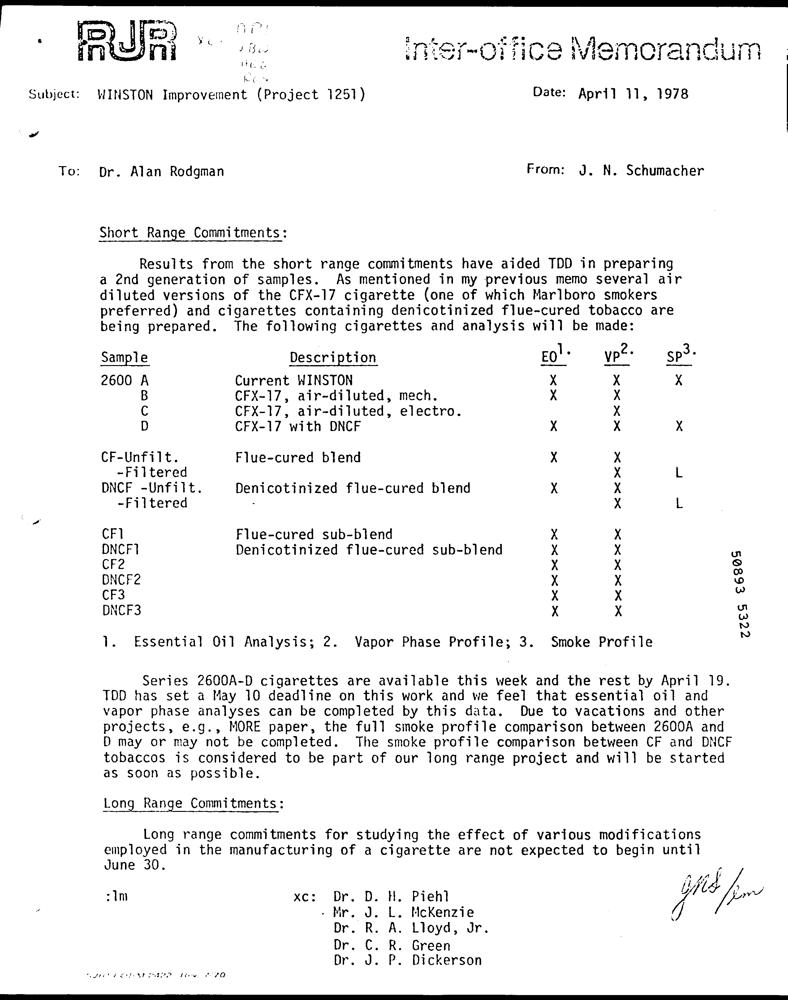 RJR
Inter-office Memorandum
Subject: WINSTON Improvement (Project 1251)
Date: April 11, 1978
To: Dr. Alan Rodgman
From: J. N. Schumacher
Short Range Commitments:
Results from the short range commitments have aided TDD in preparing
a 2nd generation of samples. As mentioned in my previous memo several air
diluted versions of the CFX-17 cigarette (one of which Marlboro smokers
preferred) and cigarettes containing denicotinized flue-cured tobacco are
being prepared. The following cigarettes and analysis will be made:
Sample Description EO1. VP2. SP3.
2600 A Current WINSTON X X X
B CFX-17, air-diluted, mech. X X
C CFX-17, air-diluted, electro. X
D CFX-17 with DNCF X X X
CF-Unfilt. Flue-cured blend X X
-Filtered X L
DNCF -Unfilt. Denicotinized flue-cured blend X X
-Filtered X L
CF1 Flue-cured sub-blend X X
DNCF1 Denicotinized flue-cured sub-blend X X
CF2 X X
DNCF2 X X
CF3 X X
DNCF3 X X
50893 5322
1. Essential Oil Analysis; 2. Vapor Phase Profile; 3. Smoke Profile
Series 2600A-D cigarettes are available this week and the rest by April 19.
TDD has set a May 10 deadline on this work and we feel that essential oil and
vapor phase analyses can be completed by this data. Due to vacations and other
projects, e.g., MORE paper, the full smoke profile comparison between 2600A and
D may or may not be completed. The smoke profile comparison between CF and DNCF
tobaccos is considered to be part of our long range project and will be started
as soon as possible.
Long Range Commitments:
Long range commitments for studying the effect of various modifications
employed in the manufacturing of a cigarette are not expected to begin until
June 30.
JNS/lm
:lm
xc: Dr. D. H. Piehl
Mr. J. L. McKenzie
Dr. R. A. Lloyd, Jr.
Dr. C. R. Green
Dr. J. P. Dickerson